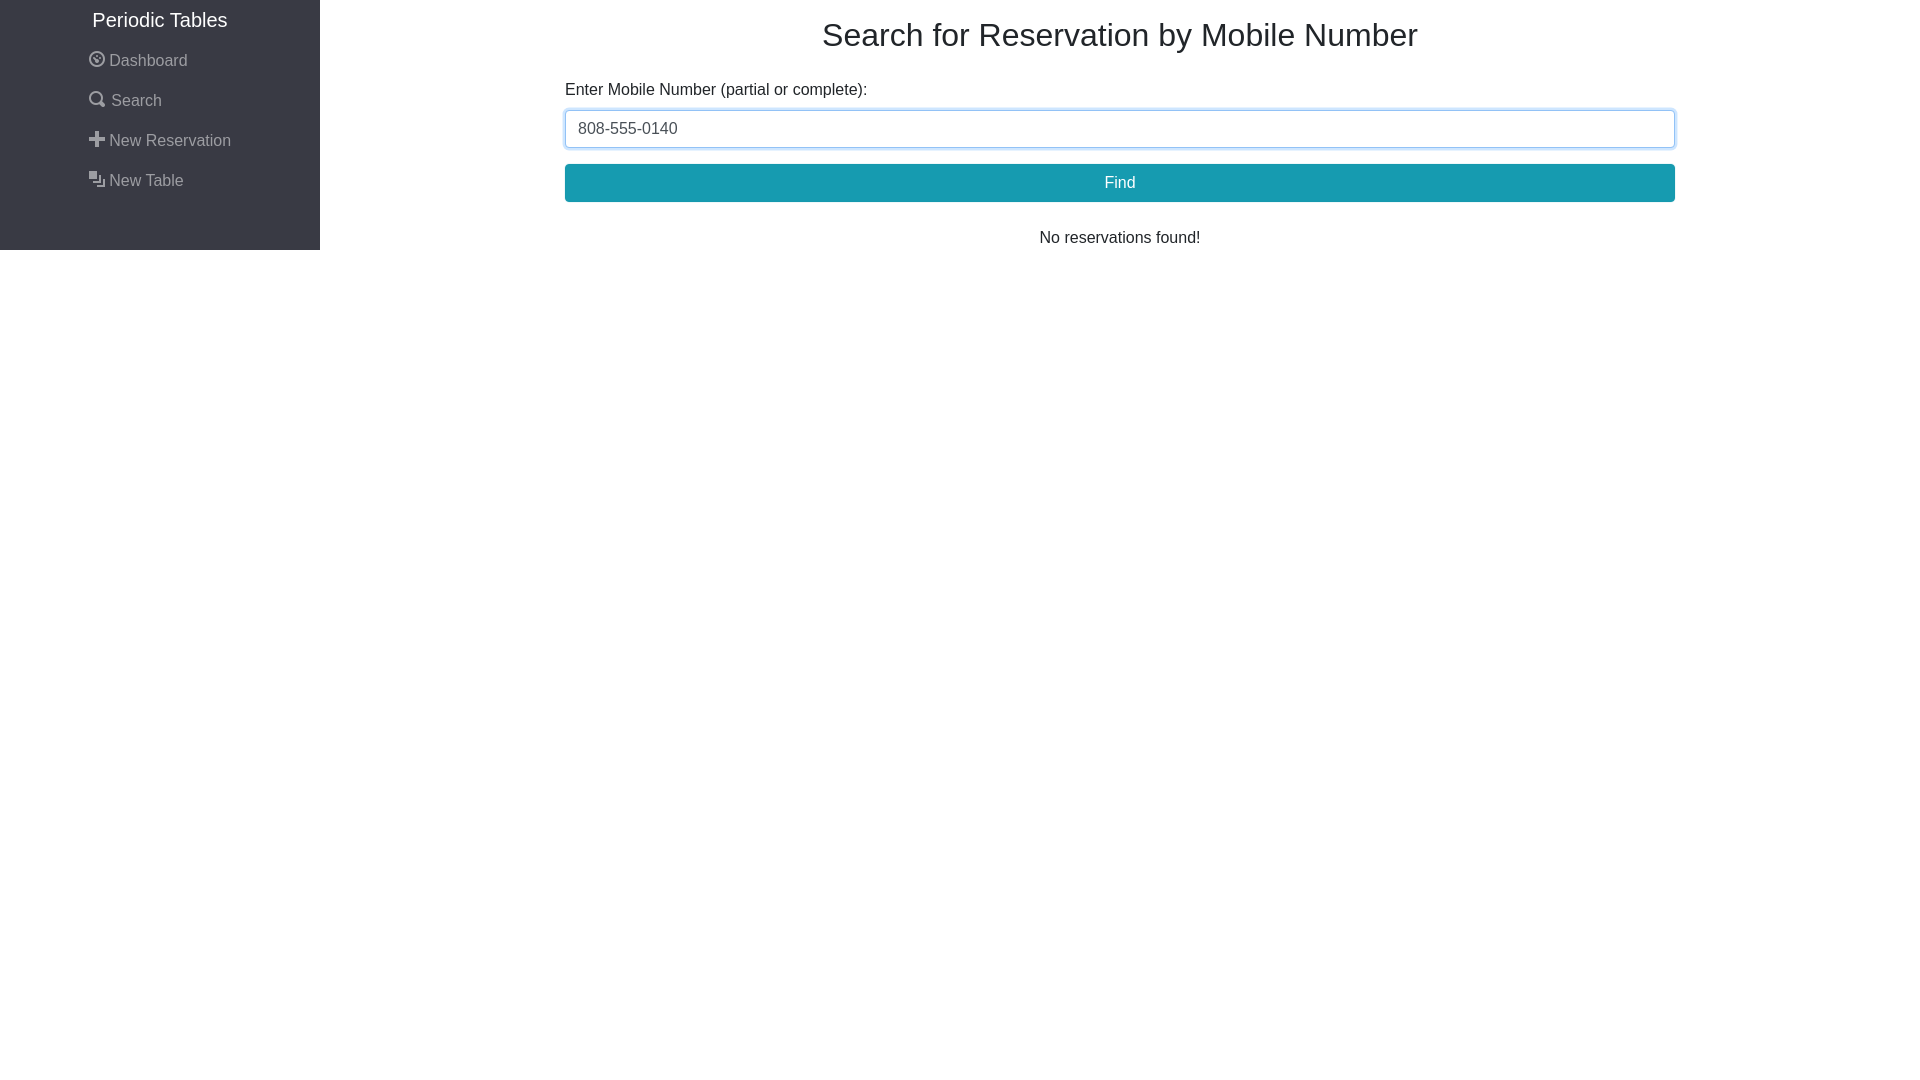 Periodic Tables
Dashboard
Search
New Reservation
New Table
Search for Reservation by Mobile Number
Enter Mobile Number (partial or complete):
808-555-0140
Find
No reservations found!